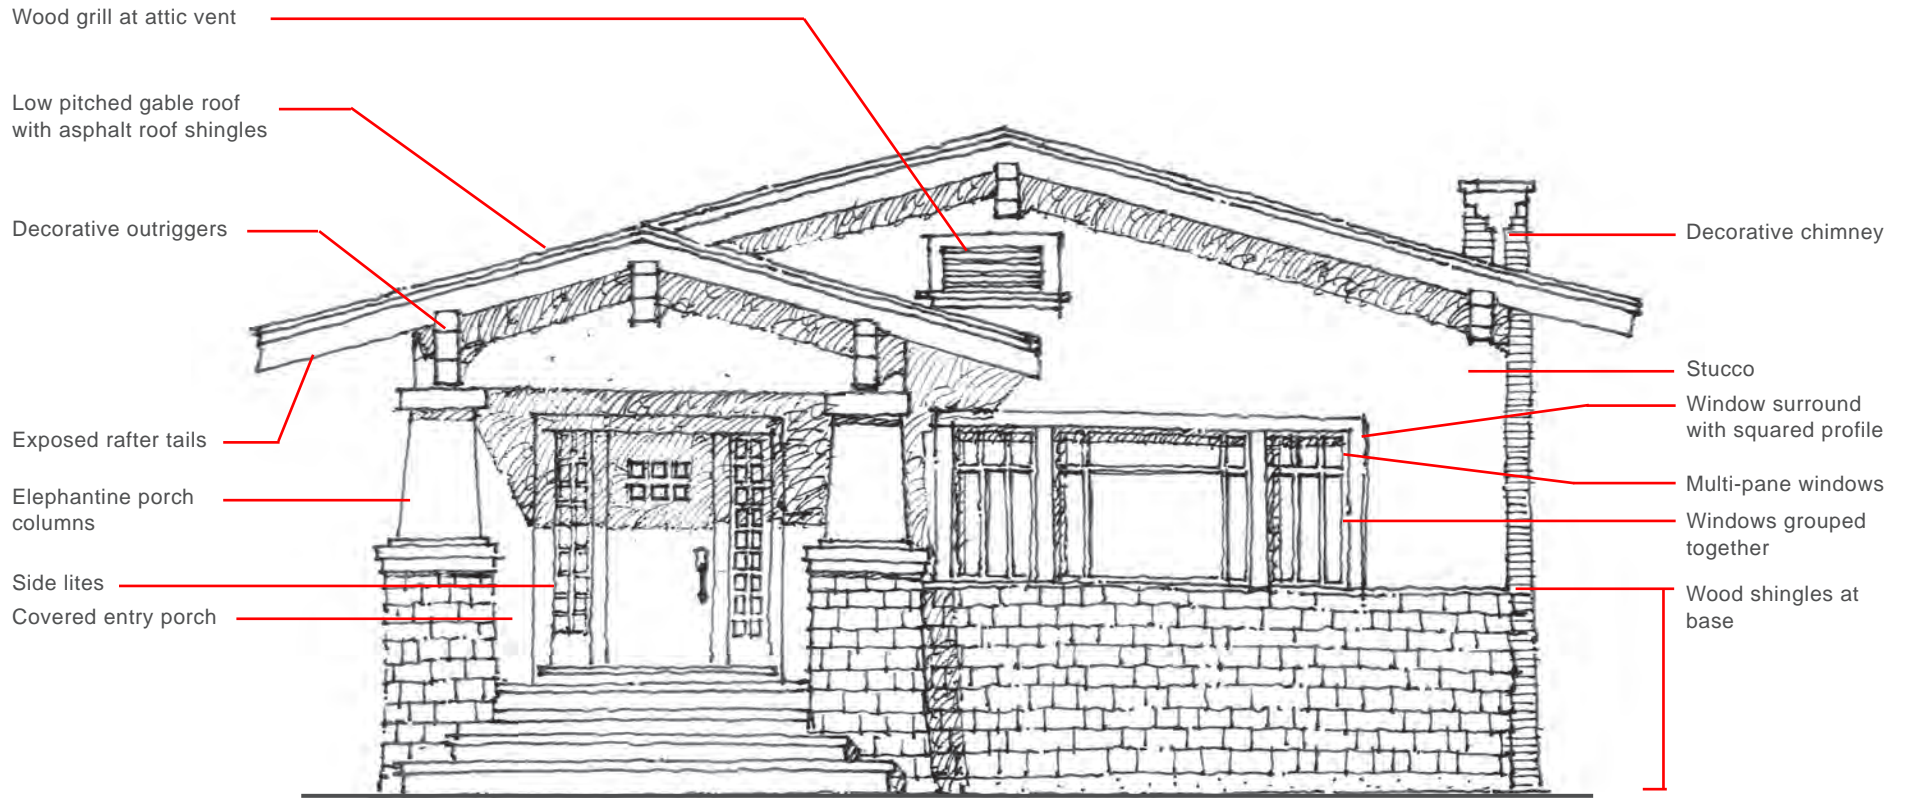 Wood grill at attic vent
Low pitched gable roof
with asphalt roof shingles
Decorative outriggers
Exposed rafter tails
Elephantine porch
columns
Side lites
Covered entry porch
Decorative chimney
Stucco
Window surround
with squared profile
Multi-pane windows
Windows grouped
together
Wood shingles at
base